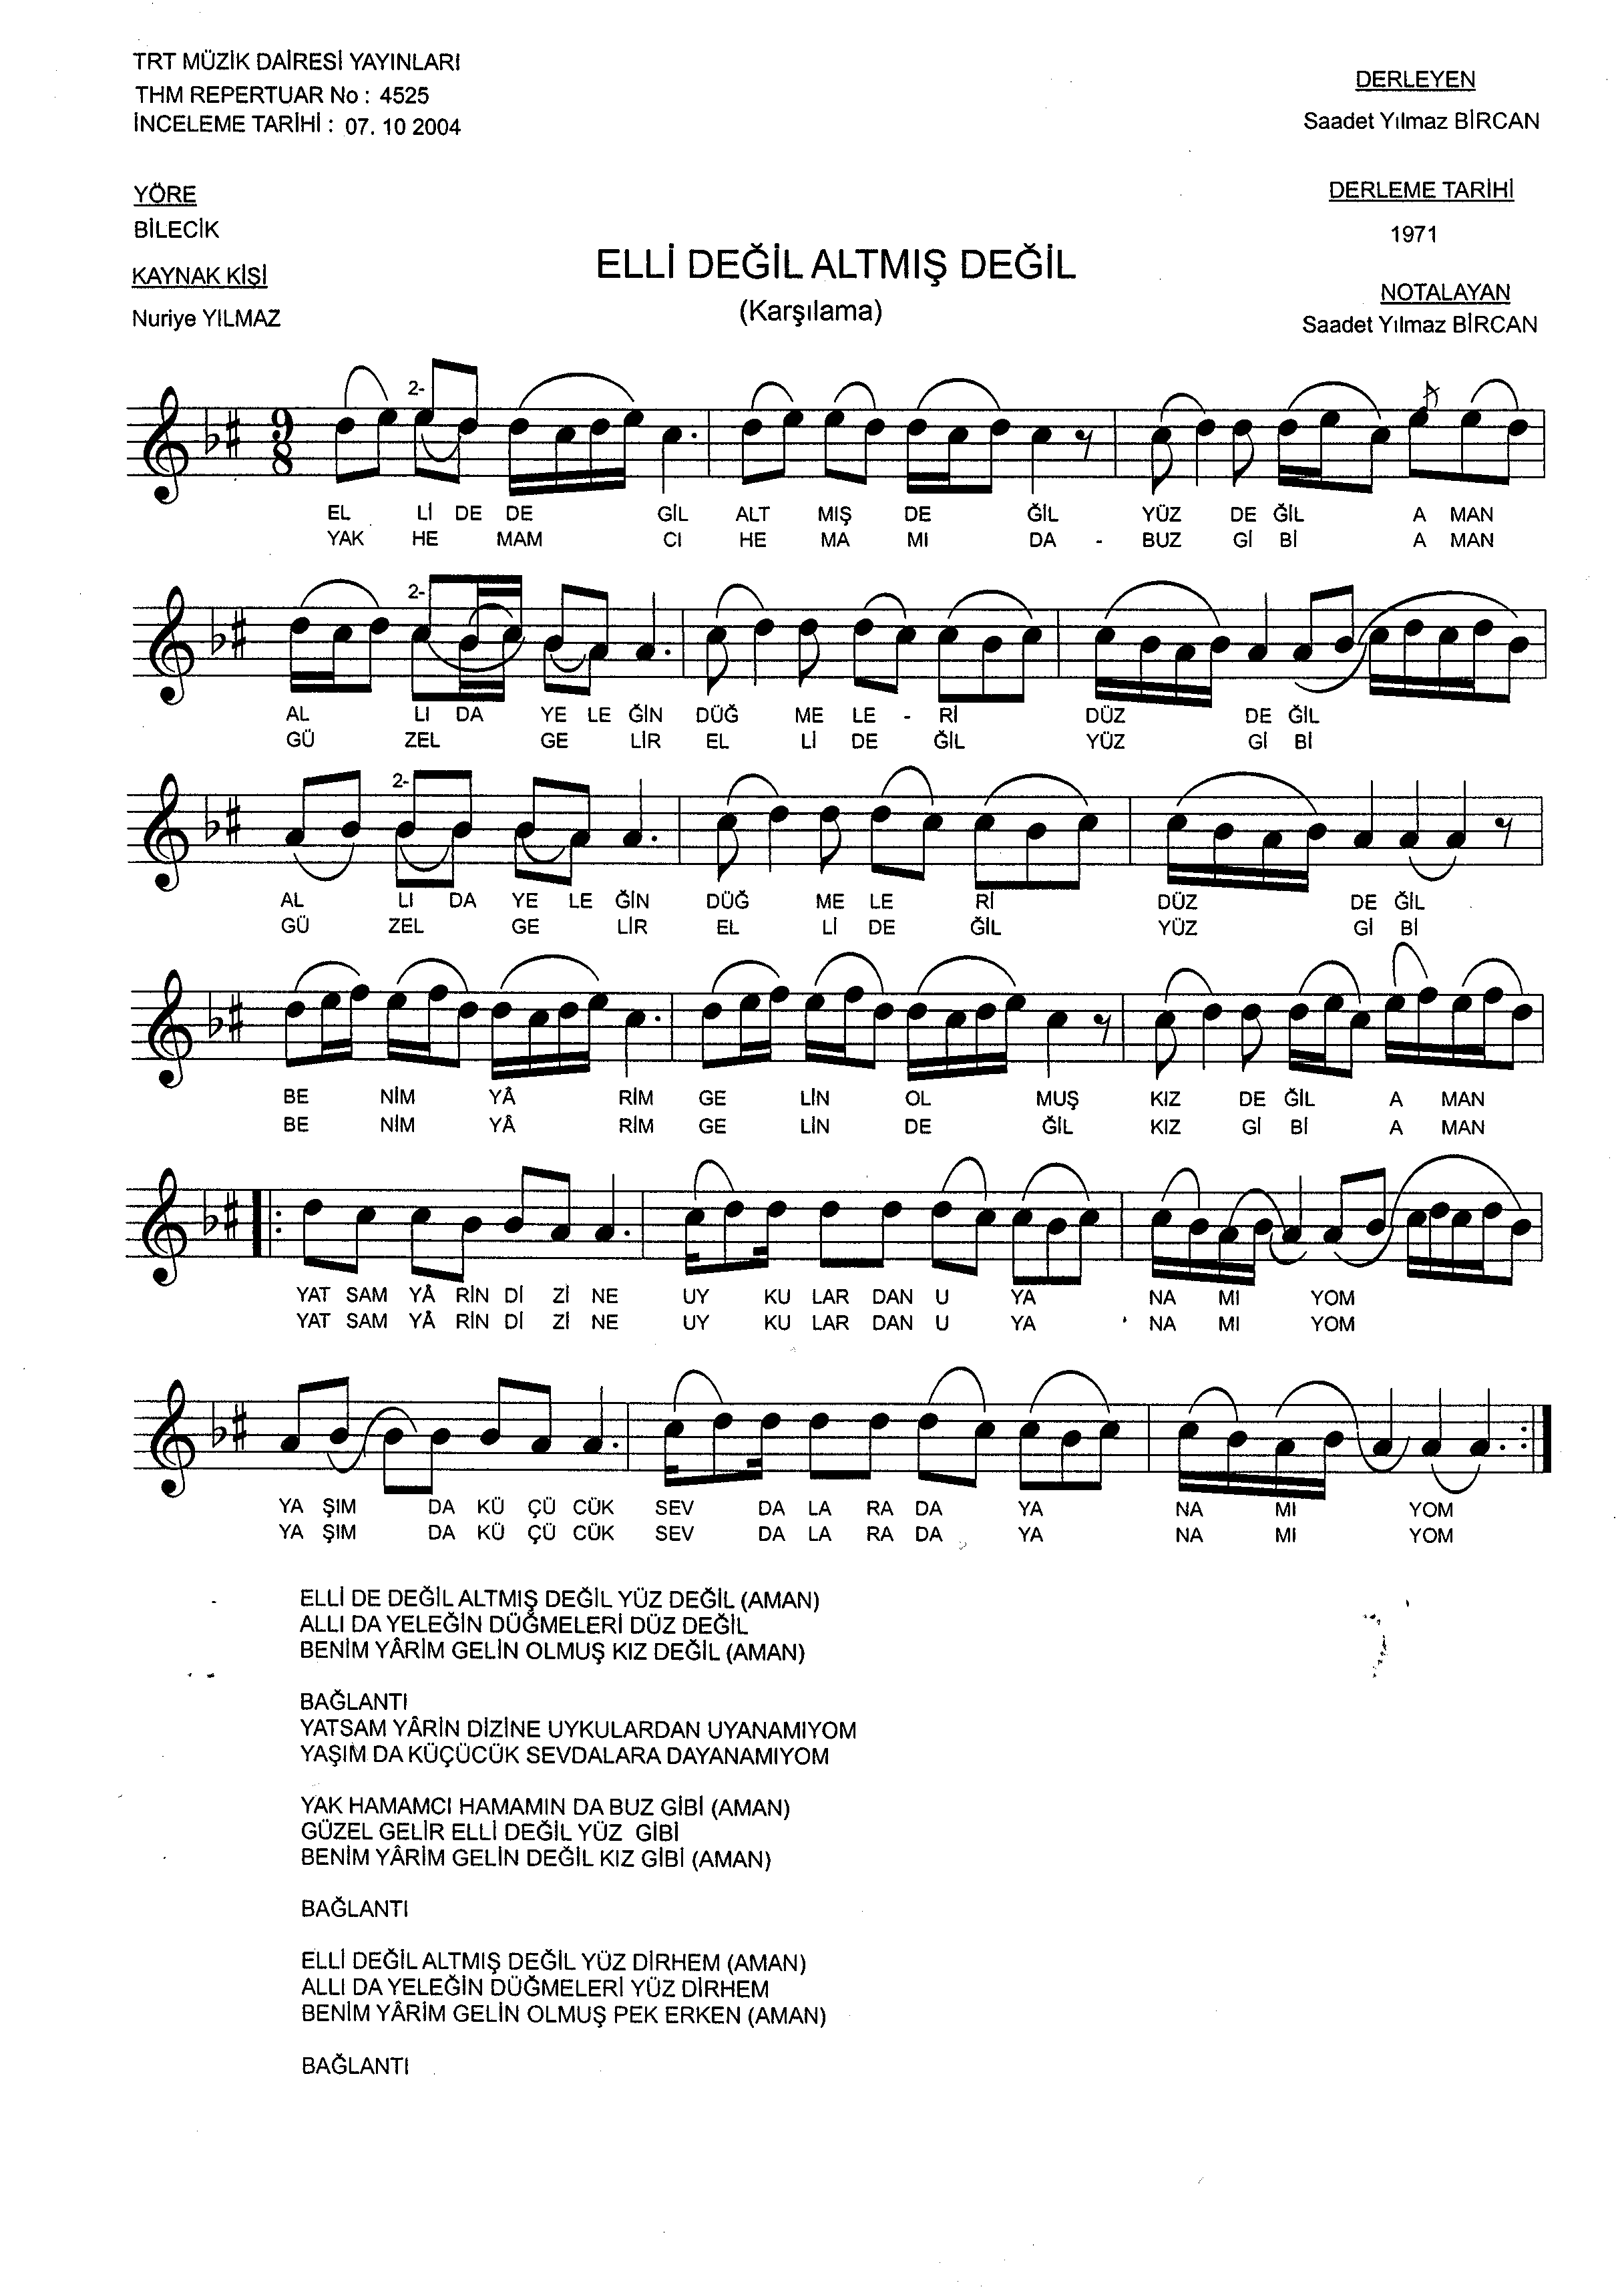 TRT MÜZİK DAİRESİ YAYINLARI
THM REPERTUAR No : 4525
İNCELEME TARİHİ : 07. 10 2004
DERLEYEN
Saadet Yılmaz BİRCAN
YÖRE
BİLECİK
DERLEME TARİHİ
1971
KAYNAK KİŞİ
Nuriye YILMAZ
ELLİ DEĞİL ALTMIŞ DEĞİL
(Karşılama)
NOTALAYAN
Saadet Yılmaz BİRCAN
2-
9
8
EL Lİ DE DE GİL ALT MIŞ DE ĞİL YÜZ DE ĞİL A MAN
YAK HE MAM CI HE MA MI DA - BUZ Gİ Bİ A MAN
2-
AL LI DA YE LE ĞİN DÜĞ ME LE - Rİ DÜZ DE ĞİL
GÜ ZEL GE LİR EL Lİ DE ĞİL YÜZ Gİ Bİ
2-
AL LI DA YE LE ĞİN DÜĞ ME LE Rİ DÜZ DE ĞİL
GÜ ZEL GE LİR EL Lİ DE ĞİL YÜZ Gİ Bİ
BE NİM YÂ RİM GE LİN OL MUŞ KIZ DE ĞİL A MAN
BE NİM YÂ RİM GE LİN DE ĞİL KIZ Gİ Bİ A MAN
YAT SAM YÂ RİN Dİ Zİ NE UY KU LAR DAN U YA NA MI YOM
YAT SAM YÂ RİN Dİ Zİ NE UY KU LAR DAN U YA NA MI YOM
YA ŞIM DA KÜ ÇÜ CÜK SEV DA LA RA DA YA NA MI YOM
YA ŞIM DA KÜ ÇÜ CÜK SEV DA LA RA DA YA NA MI YOM
ELLİ DE DEĞİL ALTMIŞ DEĞİL YÜZ DEĞİL (AMAN)
ALLI DA YELEĞİN DÜĞMELERİ DÜZ DEĞİL
BENİM YÂRİM GELİN OLMUŞ KIZ DEĞİL (AMAN)
BAĞLANTI
YATSAM YÂRİN DİZİNE UYKULARDAN UYANAMIYOM
YAŞIM DA KÜÇÜCÜK SEVDALARA DAYANAMIYOM
YAK HAMAMCI HAMAMIN DA BUZ GİBİ (AMAN)
GÜZEL GELİR ELLİ DEĞİL YÜZ GİBİ
BENİM YÂRİM GELİN DEĞİL KIZ GİBİ (AMAN)
BAĞLANTI
ELLİ DEĞİL ALTMIŞ DEĞİL YÜZ DİRHEM (AMAN)
ALLI DA YELEĞİN DÜĞMELERİ YÜZ DİRHEM
BENİM YÂRİM GELİN OLMUŞ PEK ERKEN (AMAN)
BAĞLANTI